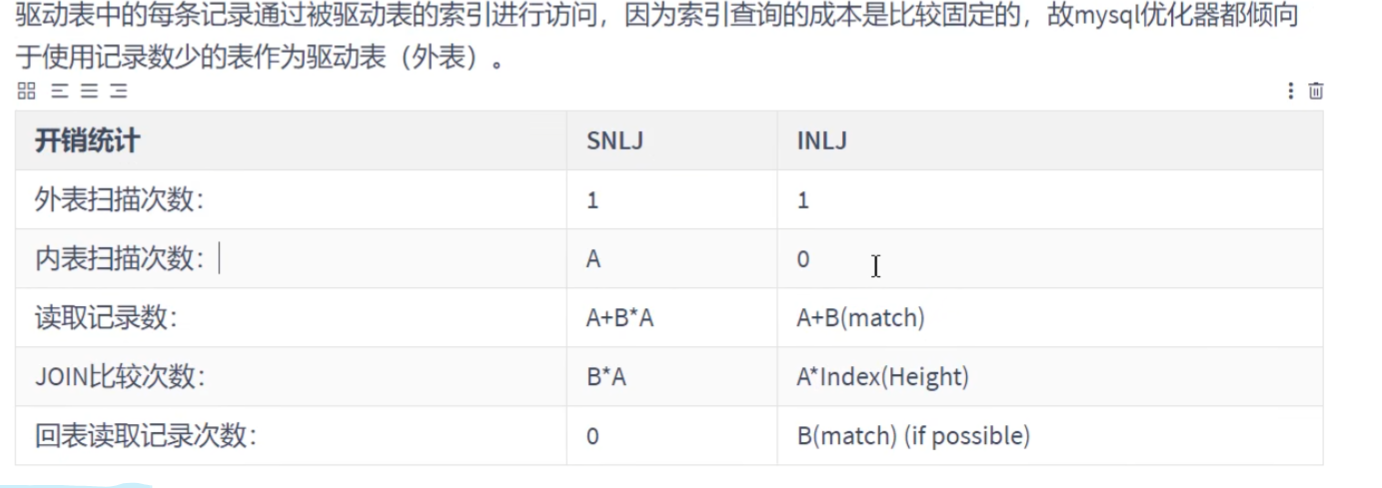 驱动表中的每条记录通过被驱动表的索引进行访问，因为索引查询的成本是比较固定的，故mysql优化器都倾向
于使用记录数少的表作为驱动表（外表）。
开销统计 SNLJ INLJ
外表扫描次数： 1 1
内表扫描次数： A 0
读取记录数： A+B*A A+B(match)
JOIN比较次数： B*A A*Index(Height)
回表读取记录次数： 0 B(match) (if possible)